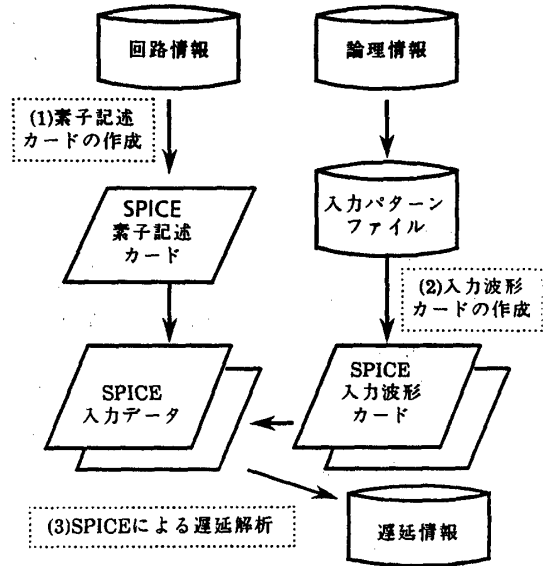 回路情報
論理情報
(1)素子記述
カードの作成
SPICE
素子記述
カード
入力パターン
ファイル
(2)入力波形
カードの作成
SPICE
入力データ
SPICE
入力波形
カード
(3)SPICEによる遅延解析
遅延情報